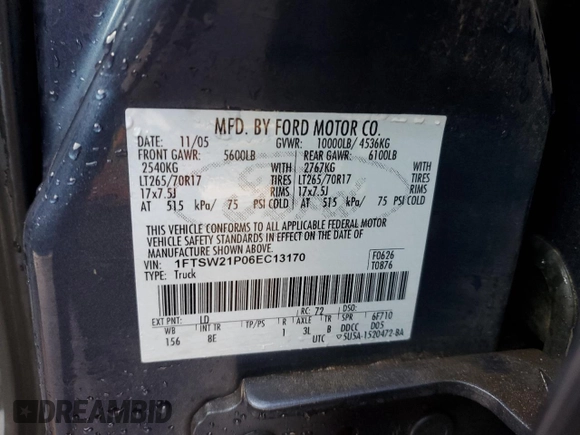 MFD. BY FORD MOTOR CO.
DATE: 11/05 GVWR: 10000LB/ 4536KG
FRONT GAWR: 5600LB REAR GAWR: 6100LB
2540KG WITH 2767KG WITH
LT265/70R17 TIRES LT265/70R17 TIRES
17x7.5J RIMS 17x7.5J RIMS
AT 515 kPa/ 75 PSI COLD AT 515 kPa/ 75 PSI COLD
THIS VEHICLE CONFORMS TO ALL APPLICABLE FEDERAL MOTOR
VEHICLE SAFETY STANDARDS IN EFFECT ON THE DATE OF
MANUFACTURE SHOWN ABOVE.
VIN: 1FTSW21P06EC13170 F0626
TYPE: Truck T0876
EXT PNT: LD RC: 72 DSO:
WB INT TR TP/PS R AXLE TR SPR 6F710
156 8E 1 3L B DDCC D05
UTC 5U5A-1520472-BA
DREAMBID